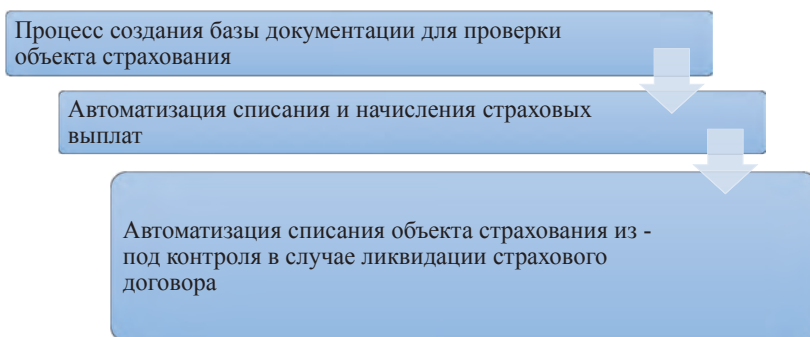 Процесс создания базы документации для проверки
объекта страхования
Автоматизация списания и начисления страховых
выплат
Автоматизация списания объекта страхования из -
под контроля в случае ликвидации страхового
договора